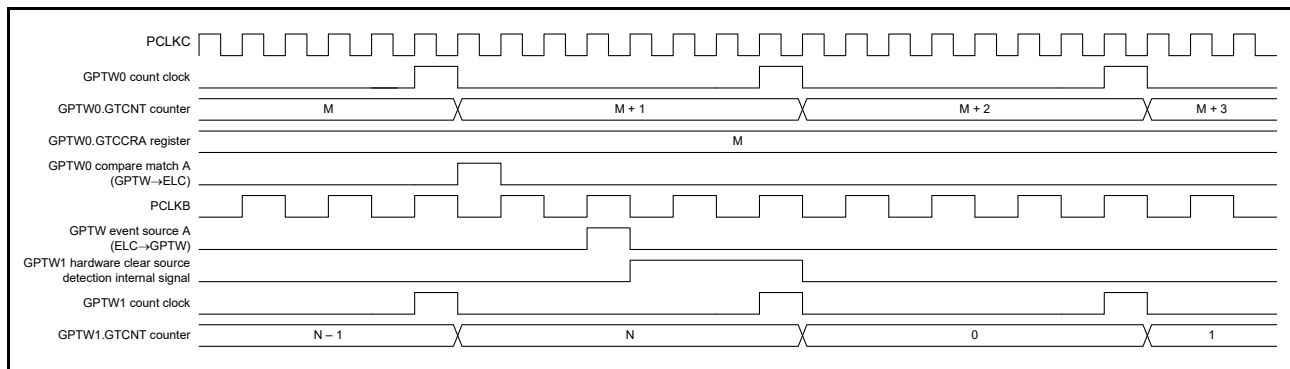 PCLKC
GPTW0 count clock
GPTW0.GTCNT counter
M
M + 1
M + 2
M + 3
GPTW0.GTCCRA register
M
GPTW0 compare match A
(GPTW→ELC)
PCLKB
GPTW event source A
(ELC→GPTW)
GPTW1 hardware clear source
detection internal signal
GPTW1 count clock
GPTW1.GTCNT counter
N – 1
N
0
1